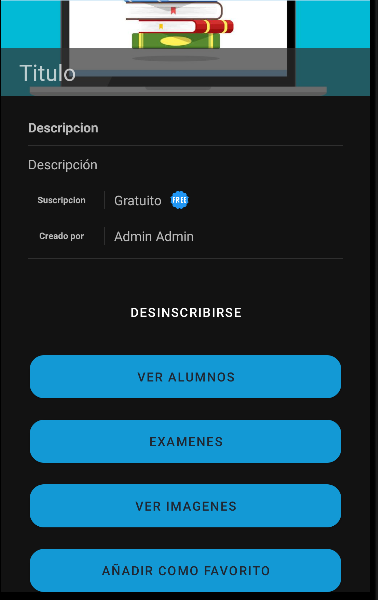 Titulo
Descripcion
Descripción
Suscripcion Gratuito FREE
Creado por Admin Admin
DESINSCRIBIRSE
VER ALUMNOS
EXAMENES
VER IMAGENES
AÑADIR COMO FAVORITO